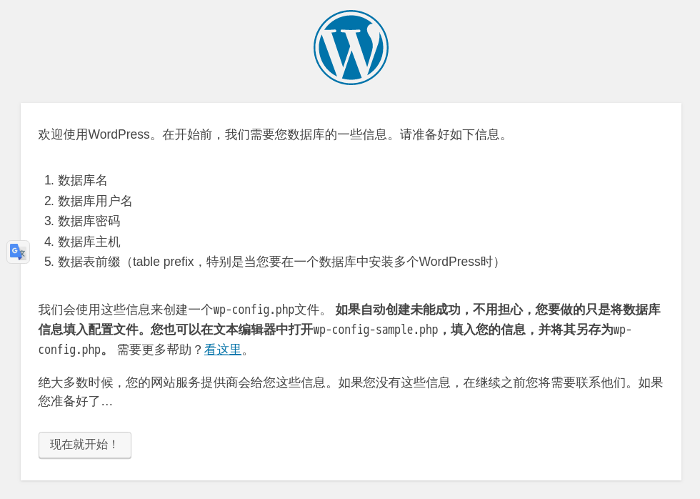 欢迎使用WordPress。在开始前，我们需要您数据库的一些信息。请准备好如下信息。
1. 数据库名
2. 数据库用户名
3. 数据库密码
4. 数据库主机
5. 数据表前缀（table prefix，特别是当您要在一个数据库中安装多个WordPress时）
我们会使用这些信息来创建一个wp-config.php文件。 如果自动创建未能成功，不用担心，您要做的只是将数据库
信息填入配置文件。您也可以在文本编辑器中打开wp-config-sample.php，填入您的信息，并将其另存为wp-
config.php。 需要更多帮助？看这里。
绝大多数时候，您的网站服务提供商会给您这些信息。如果您没有这些信息，在继续之前您将需要联系他们。如果
您准备好了…
现在就开始！